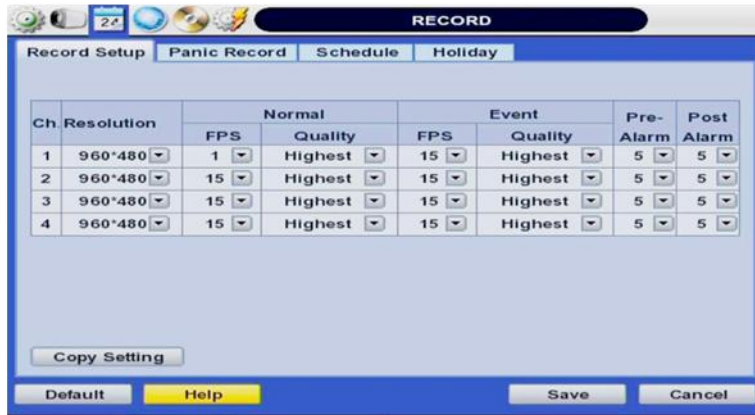 24
RECORD
Record Setup Panic Record Schedule Holiday
Ch. Resolution Normal Event Pre-Alarm Post Alarm
FPS Quality FPS Quality
1 960*480 1 Highest 15 Highest 5 5
2 960*480 15 Highest 15 Highest 5 5
3 960*480 15 Highest 15 Highest 5 5
4 960*480 15 Highest 15 Highest 5 5
Copy Setting
Default Help Save Cancel